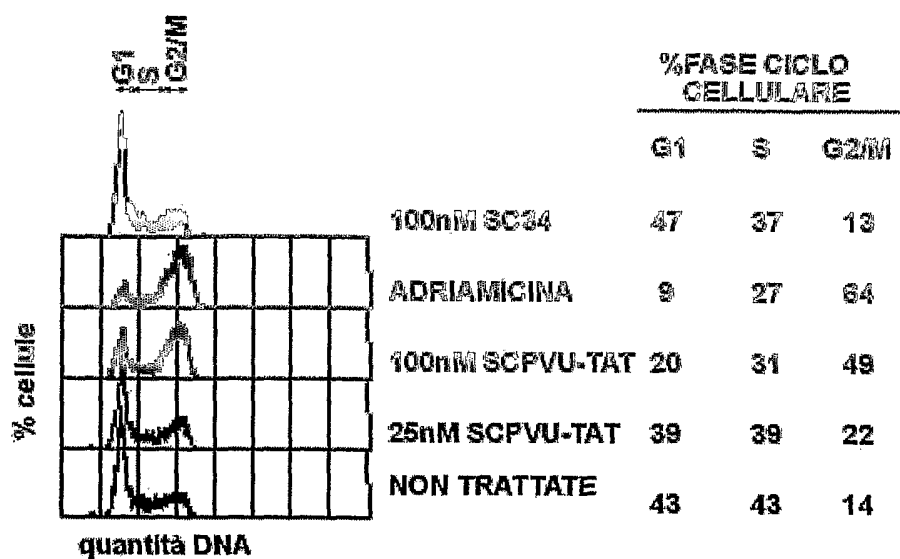 G1 S G2/M
%FASE CICLO
CELLULARE
G1 S G2/M
100nM SC34 47 37 13
ADRIAMICINA 9 27 64
100nM SCPVU-TAT 20 31 49
25nM SCPVU-TAT 39 39 22
NON TRATTATE 43 43 14
% cellule
quantità DNA